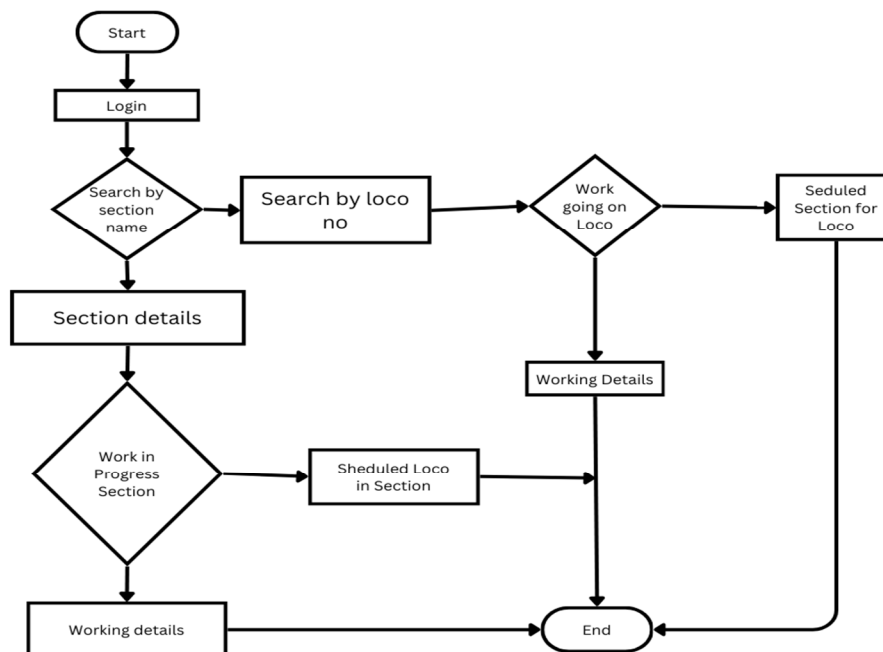 Start
Login
Search by
section
name
Search by loco
no
Work
going on
Loco
Seduled
Section for
Loco
Section details
Working Details
Work in
Progress
Section
Sheduled Loco
in Section
Working details
End